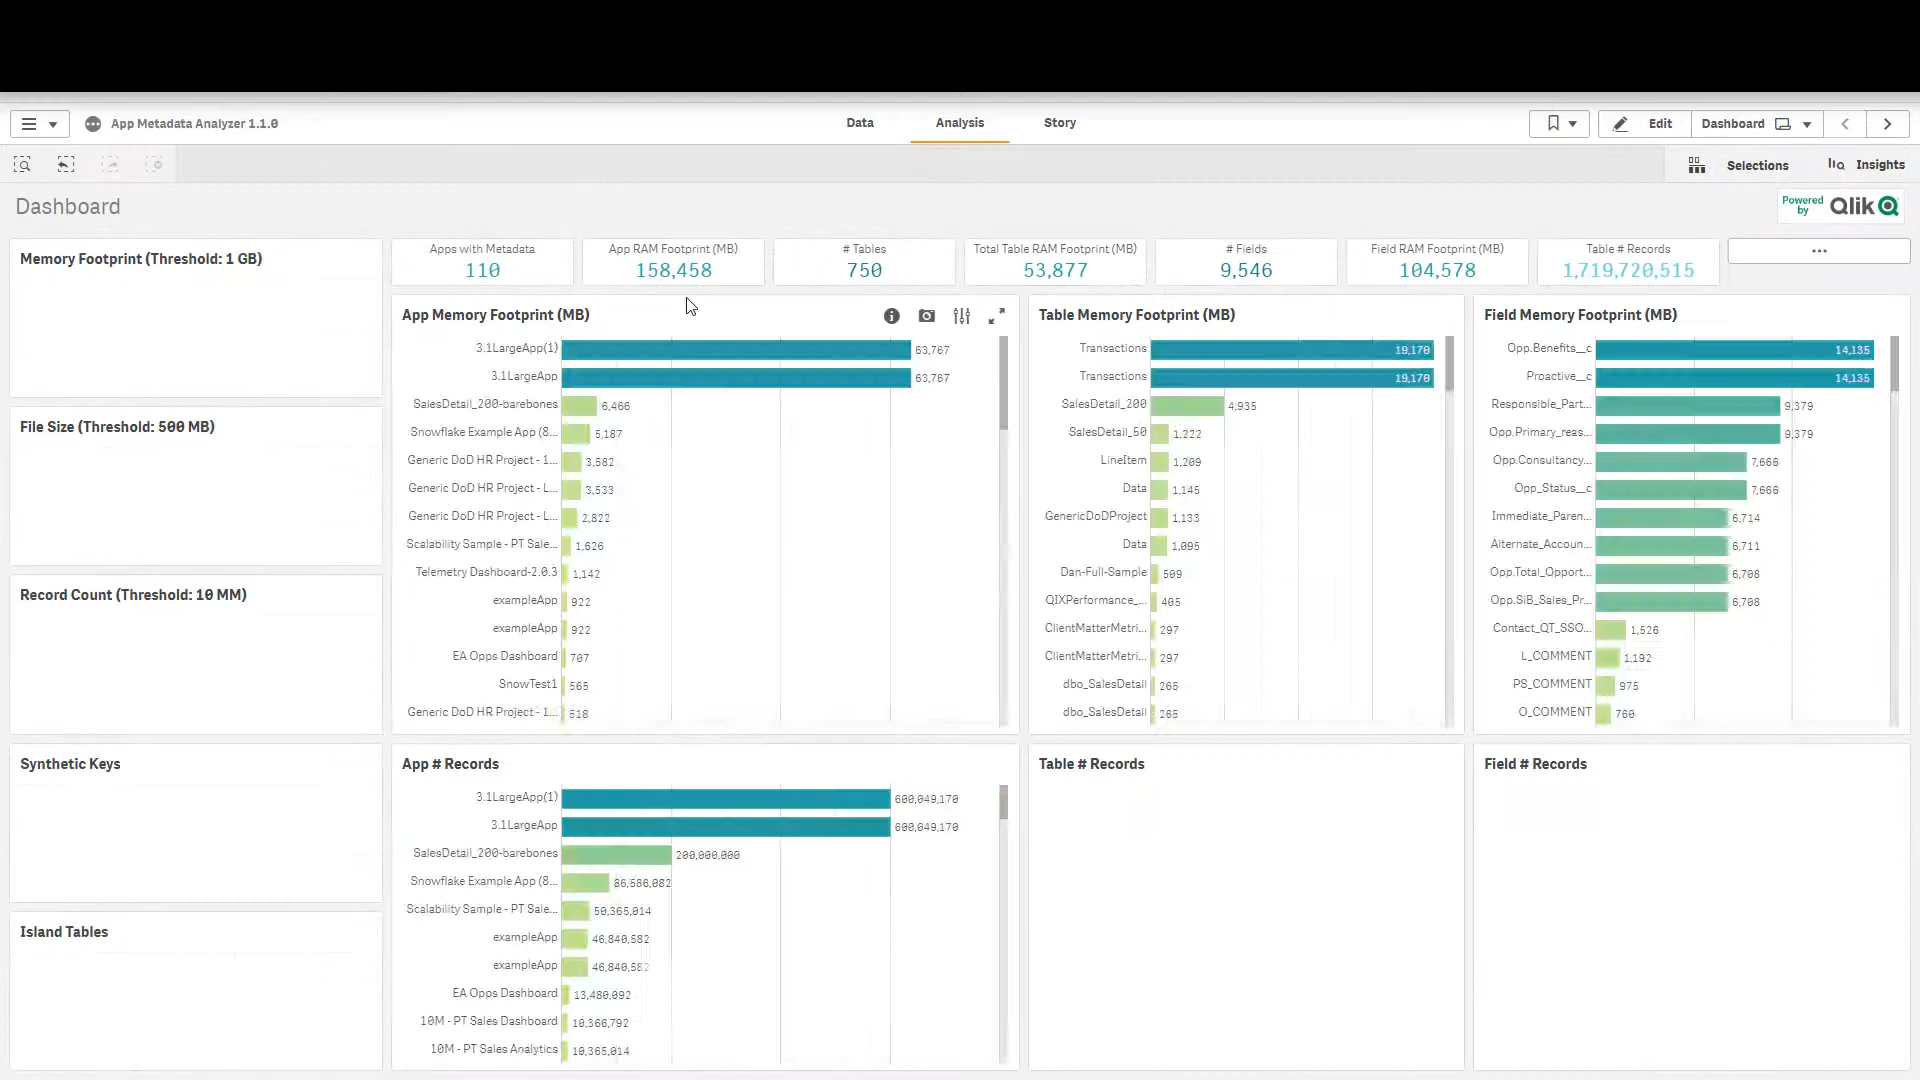 App Metadata Analyzer 1.1.0
Data
Analysis
Story
Edit
Dashboard
Selections
Insights
Dashboard
Powered by Qlik
Memory Footprint (Threshold: 1 GB)
File Size (Threshold: 500 MB)
Record Count (Threshold: 10 MM)
Synthetic Keys
Island Tables
Apps with Metadata
110
App RAM Footprint (MB)
158,458
# Tables
750
Total Table RAM Footprint (MB)
53,877
# Fields
9,546
Field RAM Footprint (MB)
104,578
Table # Records
1,719,720,515
...
App Memory Footprint (MB)
3.1LargeApp(1) 63,767
3.1LargeApp 63,767
SalesDetail_200-barebones 6,466
Snowflake Example App (8... 5,187
Generic DoD HR Project - 1... 3,582
Generic DoD HR Project - L... 3,533
Generic DoD HR Project - L... 2,822
Scalability Sample - PT Sale... 1,626
Telemetry Dashboard-2.0.3 1,142
exampleApp 922
exampleApp 922
EA Opps Dashboard 707
SnowTest1 565
Generic DoD HR Project - 1... 518
Table Memory Footprint (MB)
Transactions 19,170
Transactions 19,170
SalesDetail_200 4,935
SalesDetail_50 1,222
LineItem 1,209
Data 1,145
GenericDoDProject 1,133
Data 1,095
Dan-Full-Sample 509
QIXPerformance_... 405
ClientMatterMetri... 297
ClientMatterMetri... 297
dbo_SalesDetail 265
dbo_SalesDetail 265
Field Memory Footprint (MB)
Opp.Benefits__c 14,135
Proactive__c 14,135
Responsible_Part... 9,379
Opp.Primary_reas... 9,379
Opp.Consultancy... 7,666
Opp_Status__c 7,666
Immediate_Paren... 6,714
Alternate_Accoun... 6,711
Opp.Total_Opport... 6,708
Opp.SiB_Sales_Pr... 6,708
Contact_QT_SSO... 1,526
L_COMMENT 1,192
PS_COMMENT 975
O_COMMENT 760
App # Records
3.1LargeApp(1) 600,049,170
3.1LargeApp 600,049,170
SalesDetail_200-barebones 200,000,000
Snowflake Example App (8... 86,586,082
Scalability Sample - PT Sale... 50,365,014
exampleApp 46,840,582
exampleApp 46,840,582
EA Opps Dashboard 13,480,092
10M - PT Sales Dashboard 10,366,792
10M - PT Sales Analytics 10,365,014
Table # Records
Field # Records